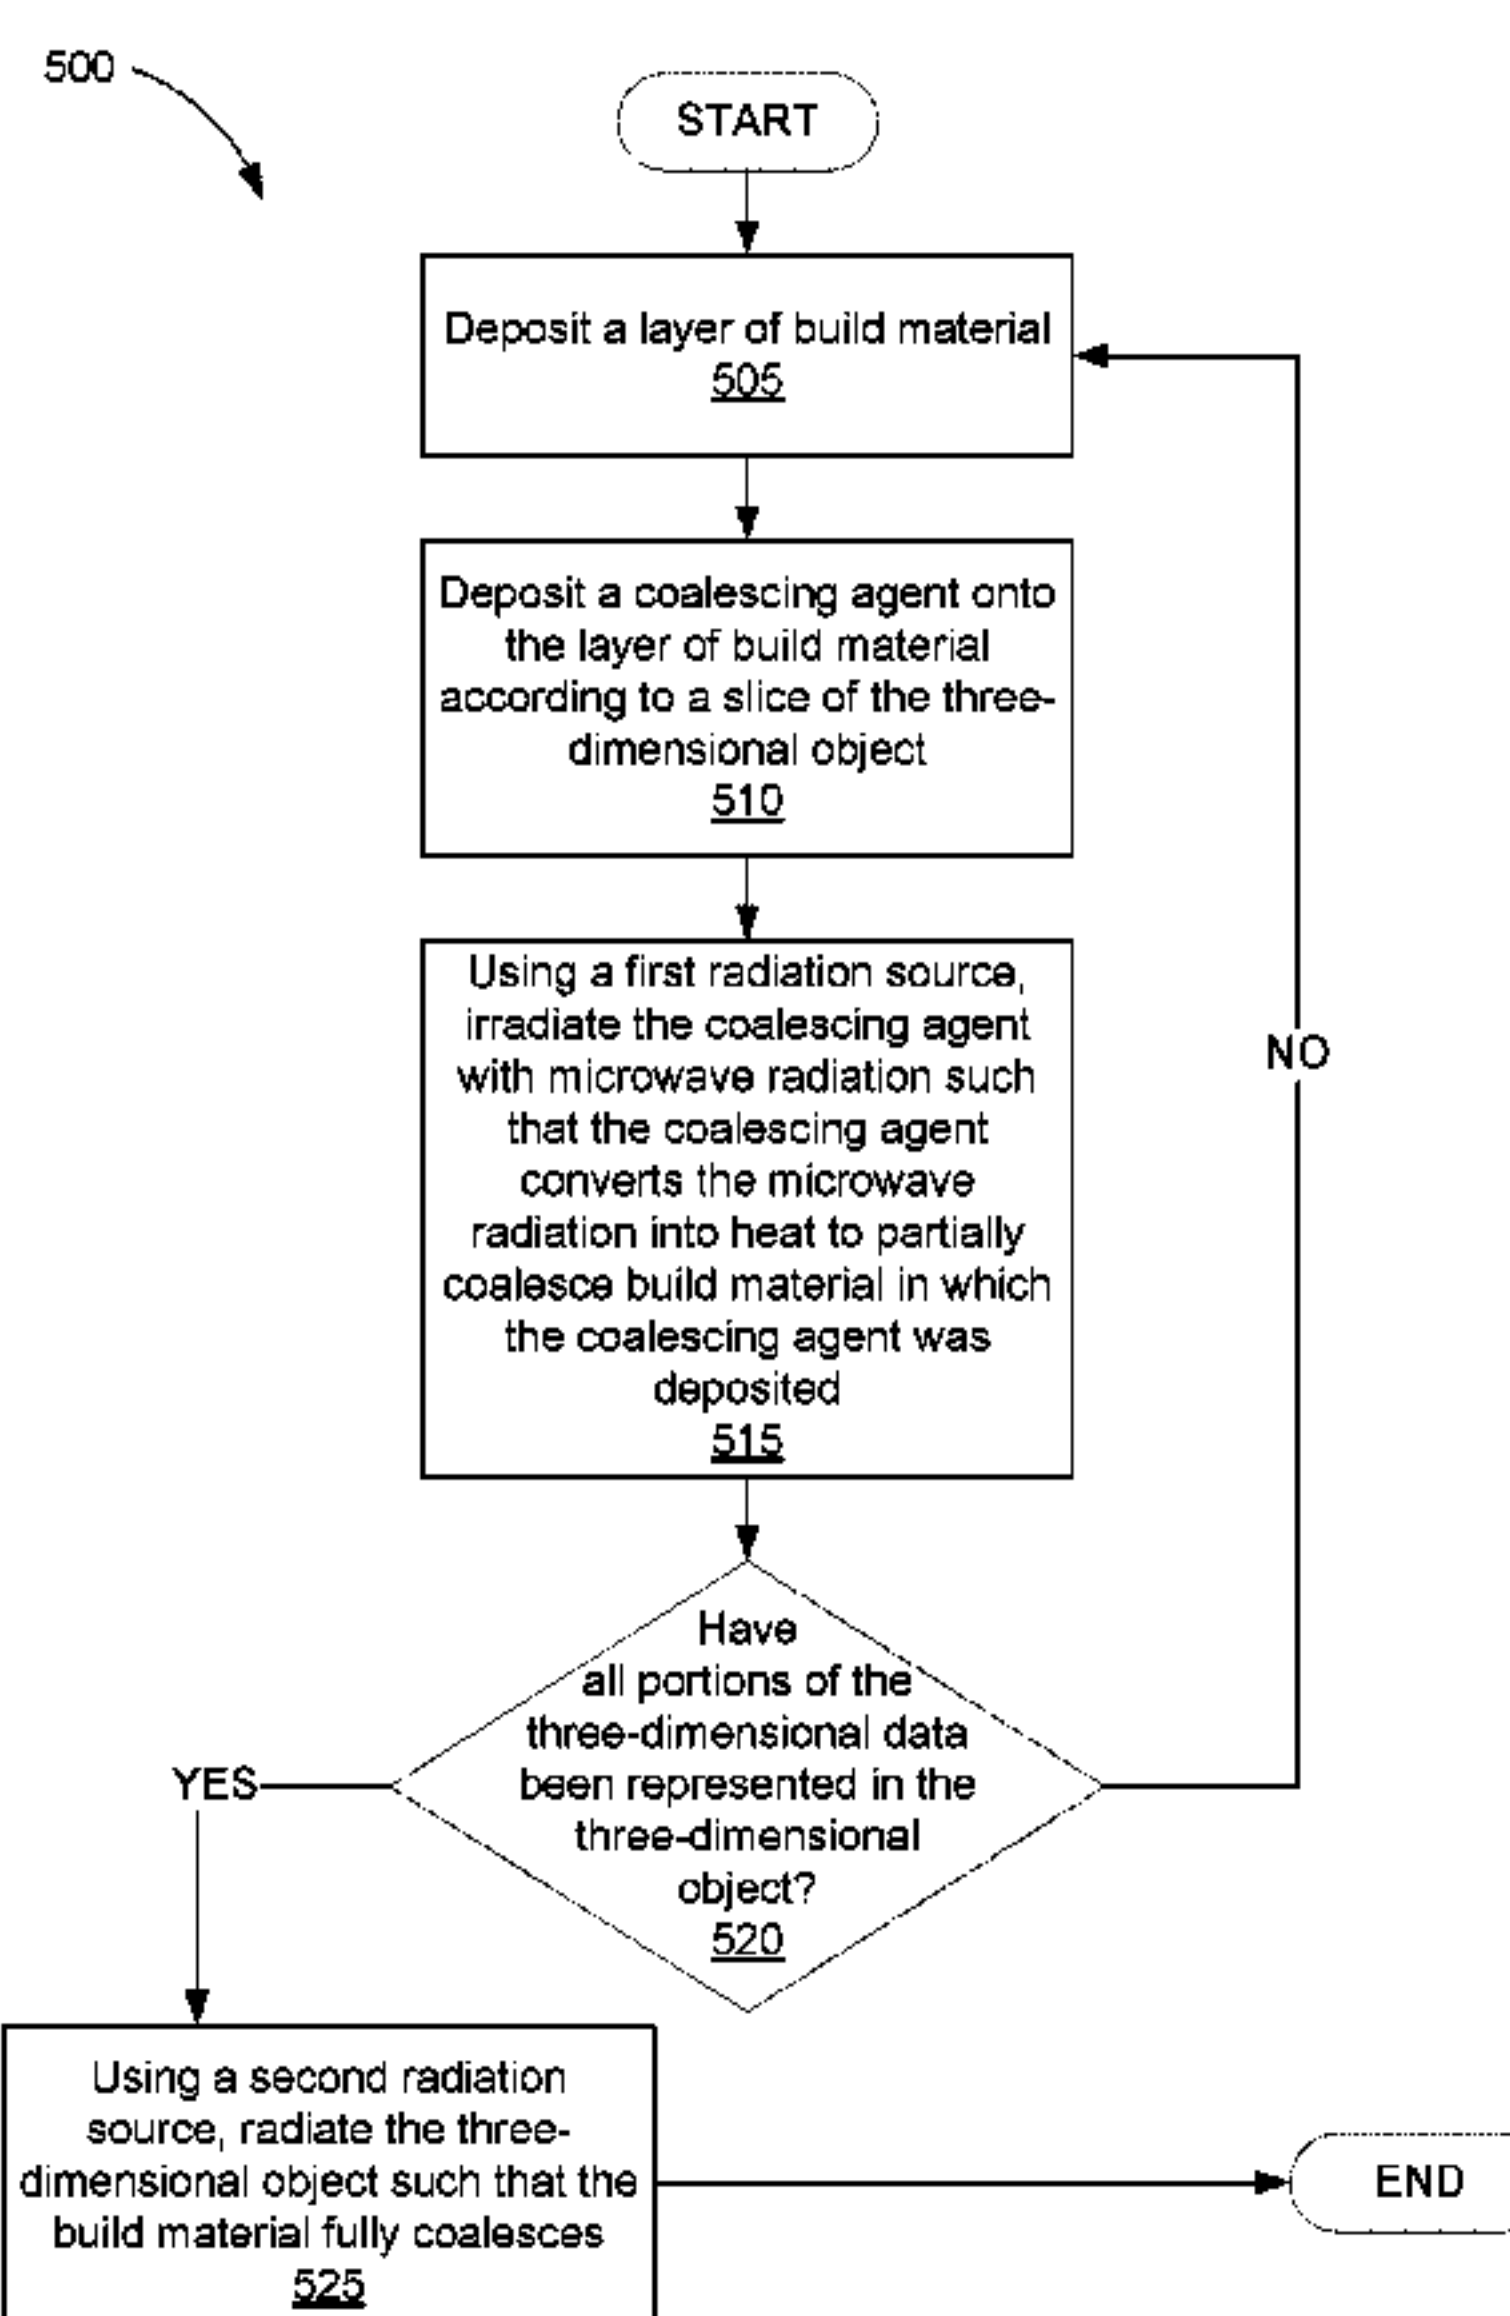 500
START
Deposit a layer of build material
505
Deposit a coalescing agent onto
the layer of build material
according to a slice of the three-
dimensional object
510
Using a first radiation source,
irradiate the coalescing agent
with microwave radiation such
that the coalescing agent
converts the microwave
radiation into heat to partially
coalesce build material in which
the coalescing agent was
deposited
515
NO
Have
all portions of the
three-dimensional data
been represented in the
three-dimensional
object?
520
YES
Using a second radiation
source, radiate the three-
dimensional object such that the
build material fully coalesces
525
END